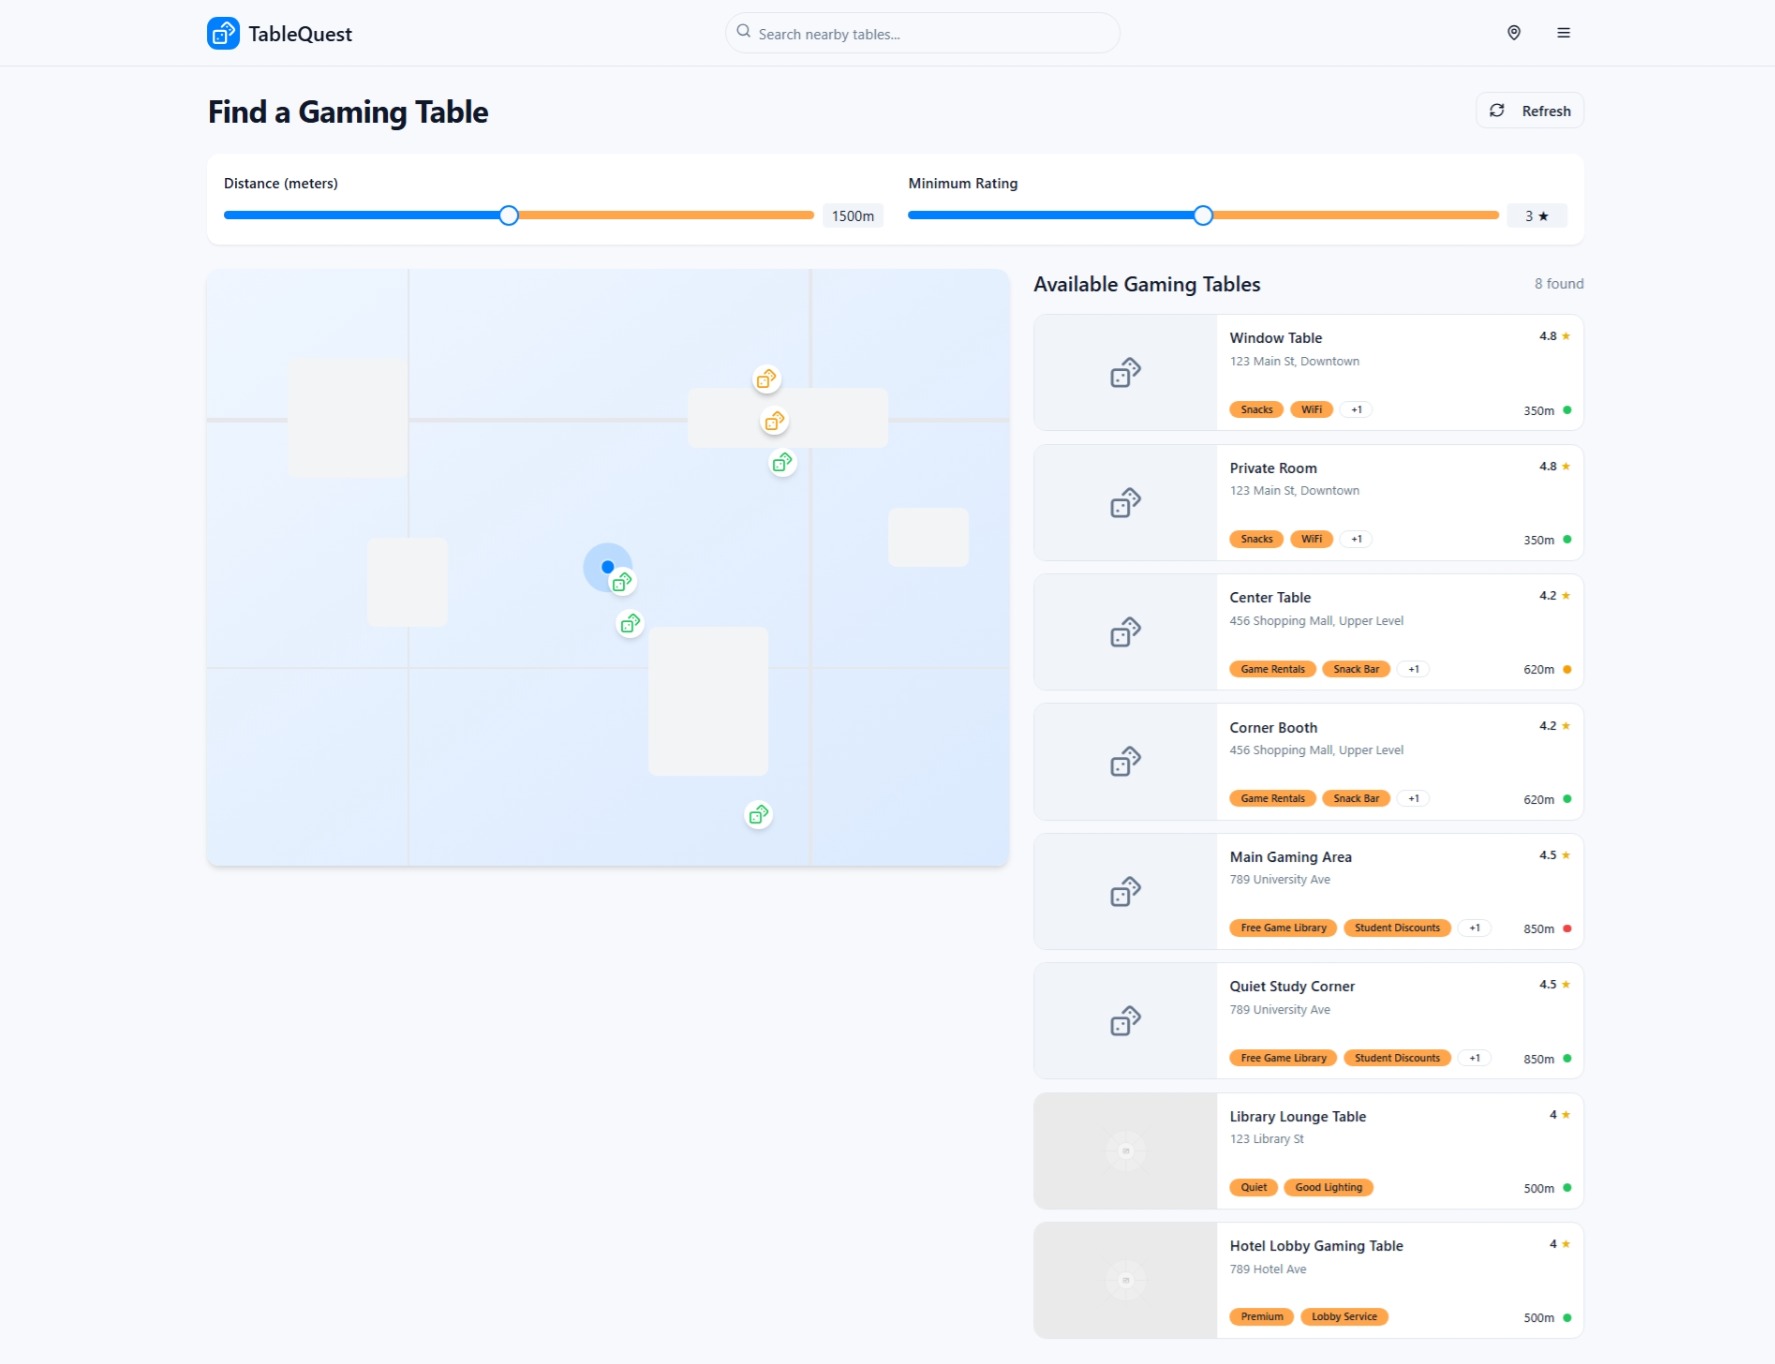 TableQuest
Search nearby tables...
Find a Gaming Table
Refresh
Distance (meters)
1500m
Minimum Rating
3 ★
Available Gaming Tables
8 found
Window Table
4.8 ★
123 Main St, Downtown
Snacks WiFi +1
350m
Private Room
4.8 ★
123 Main St, Downtown
Snacks WiFi +1
350m
Center Table
4.2 ★
456 Shopping Mall, Upper Level
Game Rentals Snack Bar +1
620m
Corner Booth
4.2 ★
456 Shopping Mall, Upper Level
Game Rentals Snack Bar +1
620m
Main Gaming Area
4.5 ★
789 University Ave
Free Game Library Student Discounts +1
850m
Quiet Study Corner
4.5 ★
789 University Ave
Free Game Library Student Discounts +1
850m
Library Lounge Table
4 ★
123 Library St
Quiet Good Lighting
500m
Hotel Lobby Gaming Table
4 ★
789 Hotel Ave
Premium Lobby Service
500m